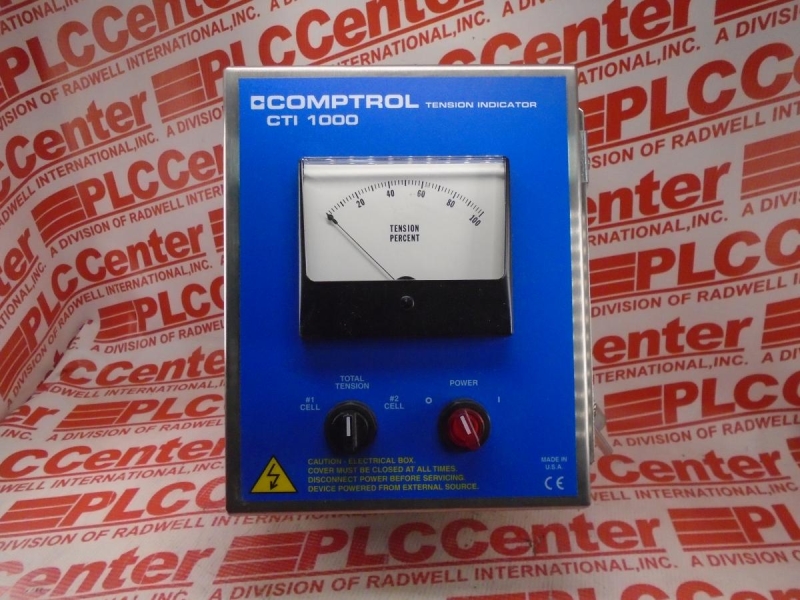 COMPTROL TENSION INDICATOR
CTI 1000
0 20 40 60 80 100
TENSION
PERCENT
TOTAL
TENSION
#1
CELL
#2
CELL
POWER
O I
CAUTION - ELECTRICAL BOX.
COVER MUST BE CLOSED AT ALL TIMES.
DISCONNECT POWER BEFORE SERVICING.
DEVICE POWERED FROM EXTERNAL SOURCE.
MADE IN
U.S.A.
CE
PLCCenter
A DIVISION OF RADWELL INTERNATIONAL, INC.